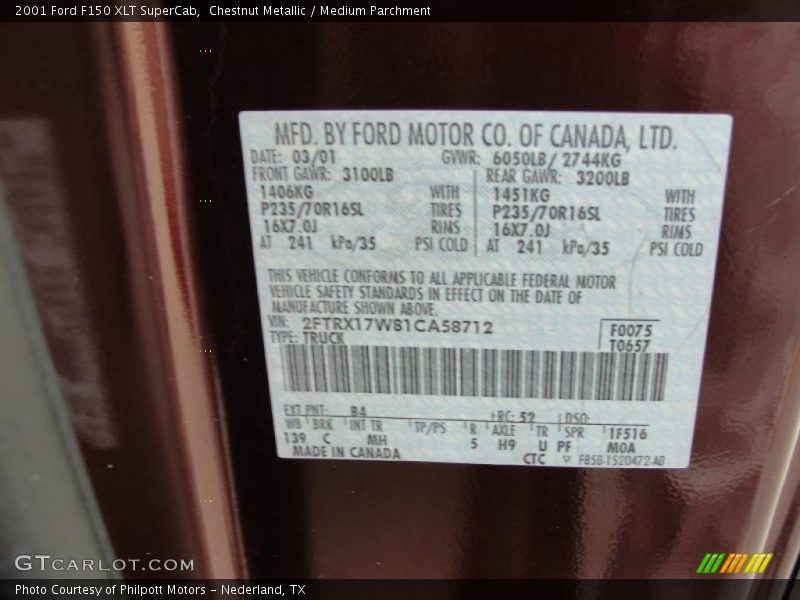 2001 Ford F150 XLT SuperCab,  Chestnut Metallic / Medium Parchment
MFD. BY FORD MOTOR CO. OF CANADA, LTD.
DATE: 03/01 GVWR: 6050LB/ 2744KG
FRONT GAWR: 3100LB REAR GAWR: 3200LB
1406KG WITH 1451KG WITH
P235/70R16SL TIRES P235/70R16SL TIRES
16X7.0J RIMS 16X7.0J RIMS
AT 241 kPa/35 PSI COLD AT 241 kPa/35 PSI COLD
THIS VEHICLE CONFORMS TO ALL APPLICABLE FEDERAL MOTOR
VEHICLE SAFETY STANDARDS IN EFFECT ON THE DATE OF
MANUFACTURE SHOWN ABOVE.
VIN: 2FTRX17W81CA58712 F0075
TYPE: TRUCK T0657
EXT PNT: B4 RC: 52 DSO:
WB BRK INT TR TP/PS R AXLE TR SPR 1F516
139 C MH 5 H9 U PF M0A
MADE IN CANADA CTC ▽ F85B-1520472-AB
GTCARLOT.COM
Photo Courtesy of Philpott Motors – Nederland, TX